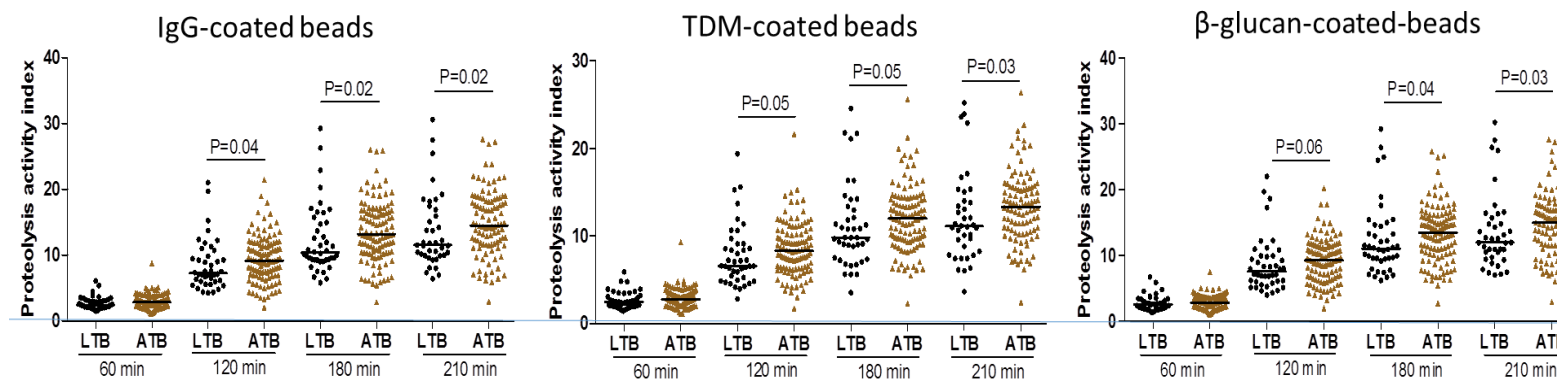 IgG-coated beads
Proteolysis activity index
40
30
20
10
0
P=0.04
P=0.02
P=0.02
LTB ATB LTB ATB LTB ATB LTB ATB
60 min 120 min 180 min 210 min
TDM-coated beads
Proteolysis activity index
30
20
10
0
P=0.05
P=0.05
P=0.03
LTB ATB LTB ATB LTB ATB LTB ATB
60 min 120 min 180 min 210 min
β-glucan-coated-beads
Proteolysis activity index
40
30
20
10
0
P=0.06
P=0.04
P=0.03
LTB ATB LTB ATB LTB ATB LTB ATB
60 min 120 min 180 min 210 min